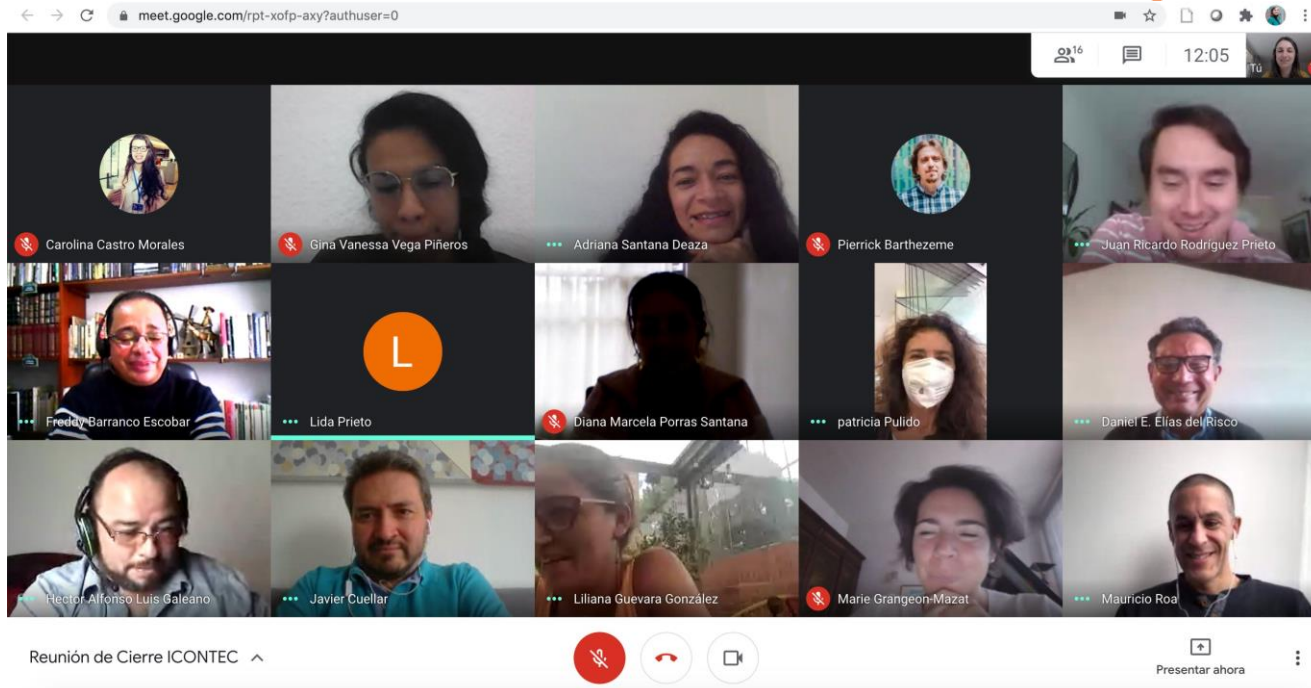 meet.google.com/rpt-xofp-axy?authuser=0
16
12:05
Tú
Carolina Castro Morales
Gina Vanessa Vega Piñeros
Adriana Santana Deaza
Pierrick Barthezeme
Juan Ricardo Rodríguez Prieto
Freddy Barranco Escobar
L
Lida Prieto
Diana Marcela Porras Santana
patricia Pulido
Daniel E. Elías del Risco
Héctor Alfonso Luis Galeano
Javier Cuellar
Liliana Guevara González
Marie Grangeon-Mazat
Mauricio Roa
Reunión de Cierre ICONTEC
Presentar ahora